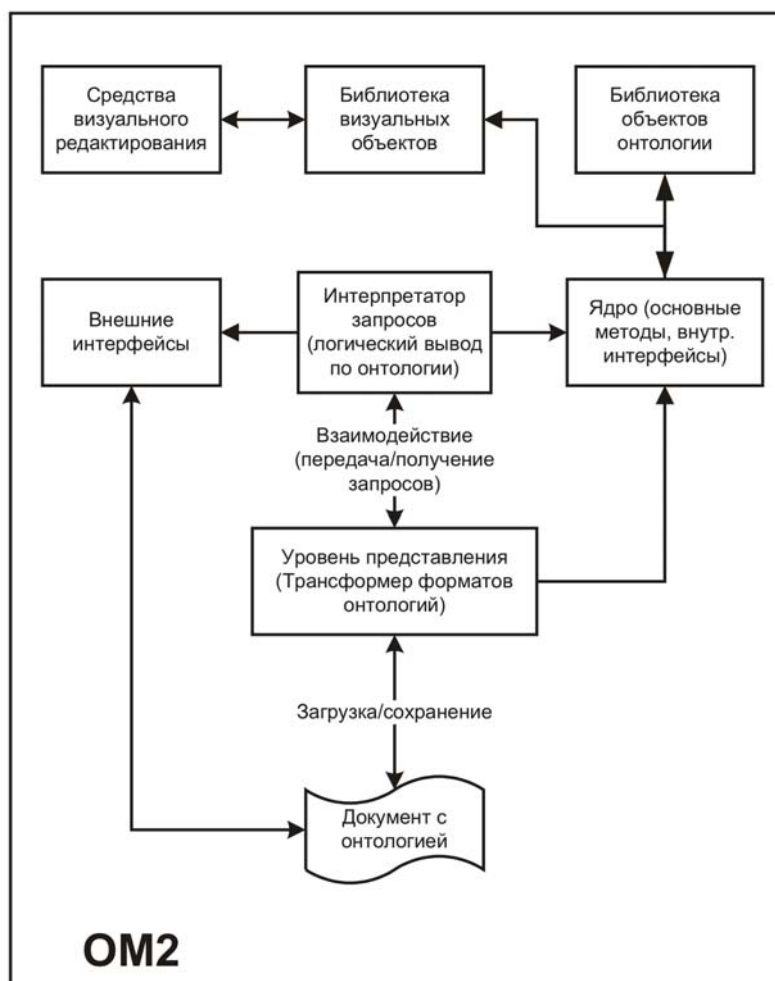 Средства
визуального
редактирования
Библиотека
визуальных
объектов
Библиотека
объектов
онтологии
Внешние
интерфейсы
Интерпретатор
запросов
(логический вывод
по онтологии)
Ядро (основные
методы, внутр.
интерфейсы)
Взаимодействие
(передача/получение
запросов)
Уровень представления
(Трансформер форматов
онтологий)
Загрузка/сохранение
Документ с
онтологией
ОМ2